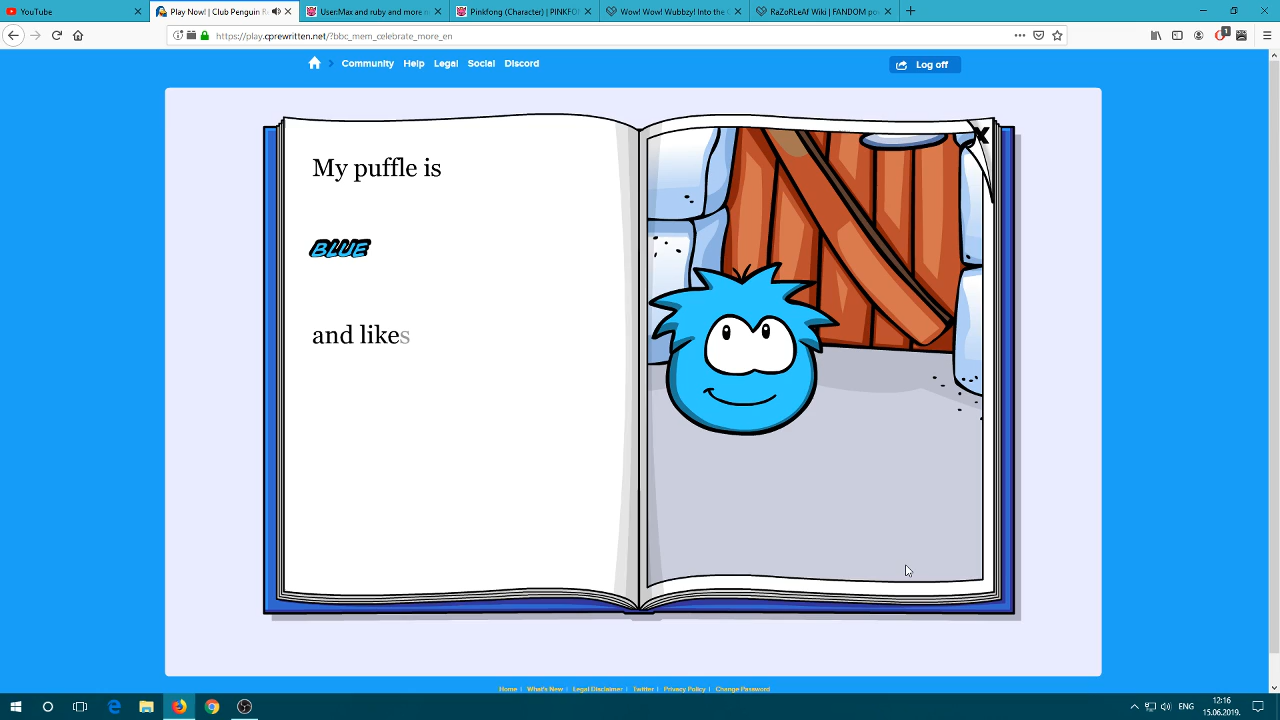 YouTube
Play Now! | Club Penguin Re
User:Max and ruby and more m
Pinkfong (Character) | PINKFO
Wow! Wow! Wubbzy! Into the
RaZoRLeAf Wiki | FANDOM po
https://play.cprewritten.net/?bbc_mem_celebrate_more_en
1
Community Help Legal Social Discord
Log off
My puffle is
BLUE
and likes
X
Home | What's New | Legal Disclaimer | Twitter | Privacy Policy | Change Password
ENG
12:16
15.06.2019.